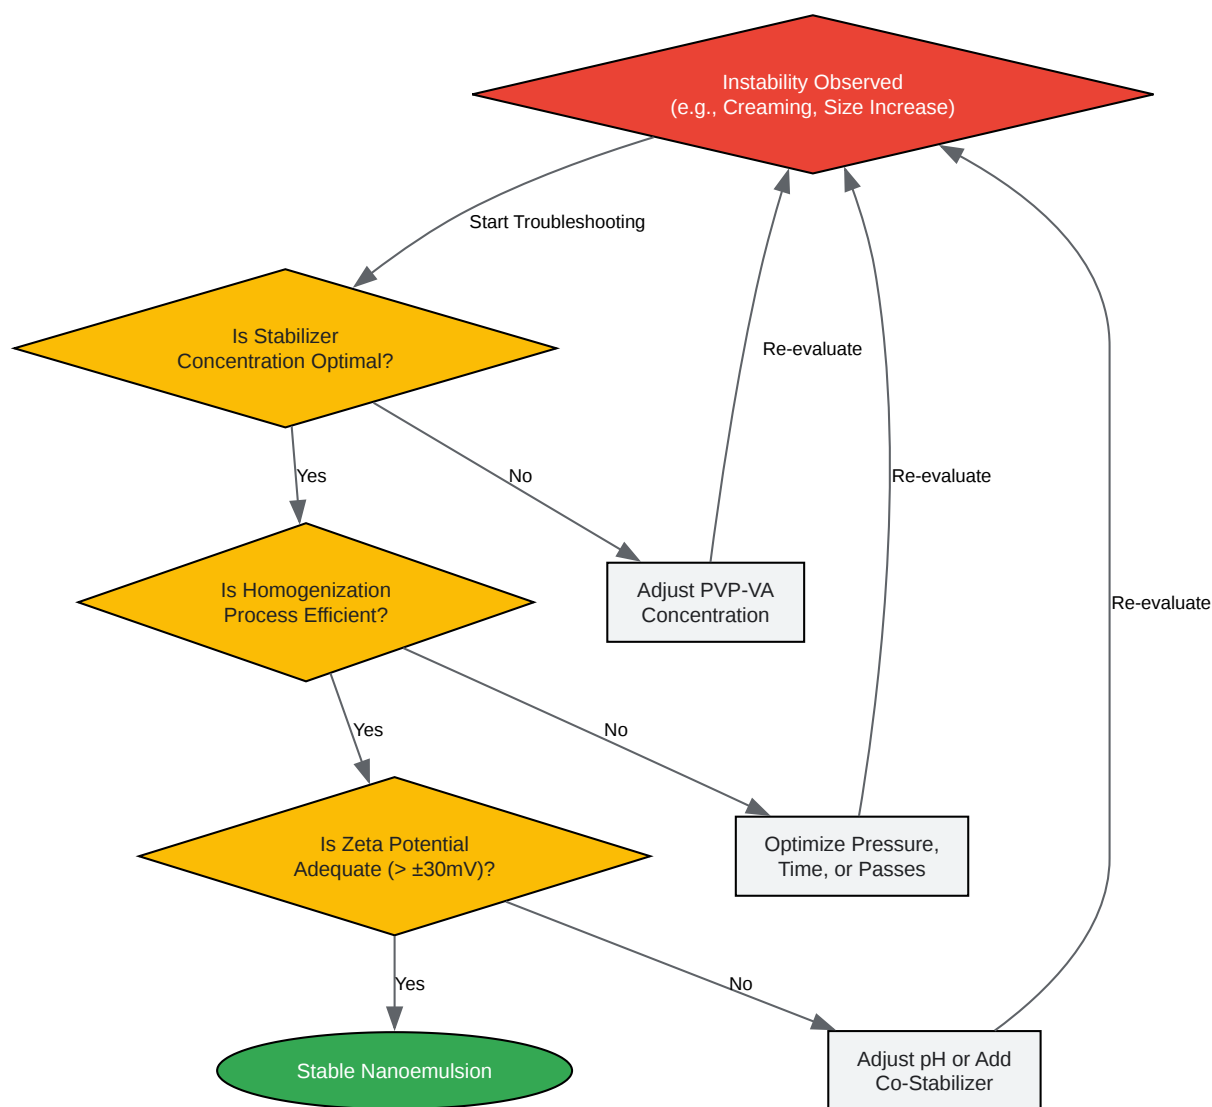 Instability Observed
(e.g., Creaming, Size Increase)
Start Troubleshooting
Is Stabilizer
Concentration Optimal?
Re-evaluate
Yes
No
Re-evaluate
Is Homogenization
Process Efficient?
Adjust PVP-VA
Concentration
Re-evaluate
Yes
No
Is Zeta Potential
Adequate (> ±30mV)?
Optimize Pressure,
Time, or Passes
Yes
No
Stable Nanoemulsion
Adjust pH or Add
Co-Stabilizer